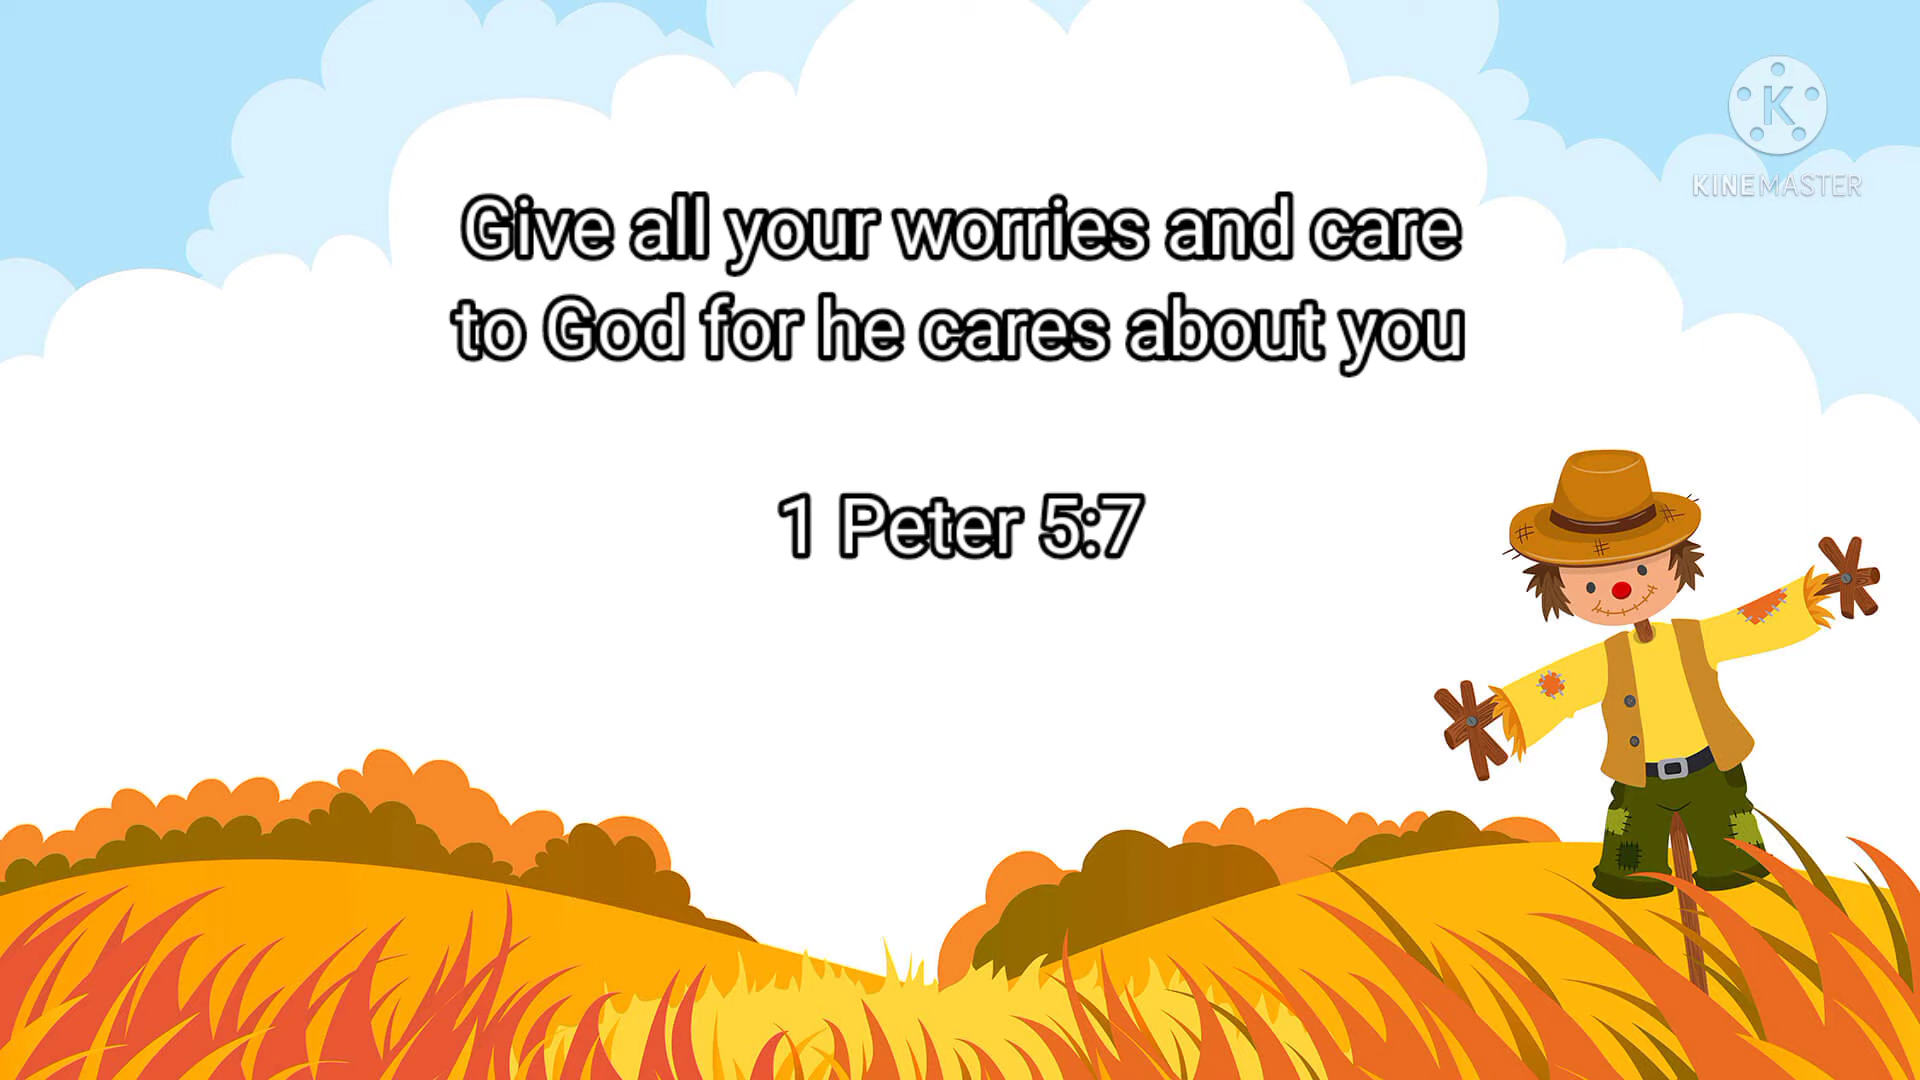 Give all your worries and care
to God for he cares about you
1 Peter 5:7
K
KINEMASTER